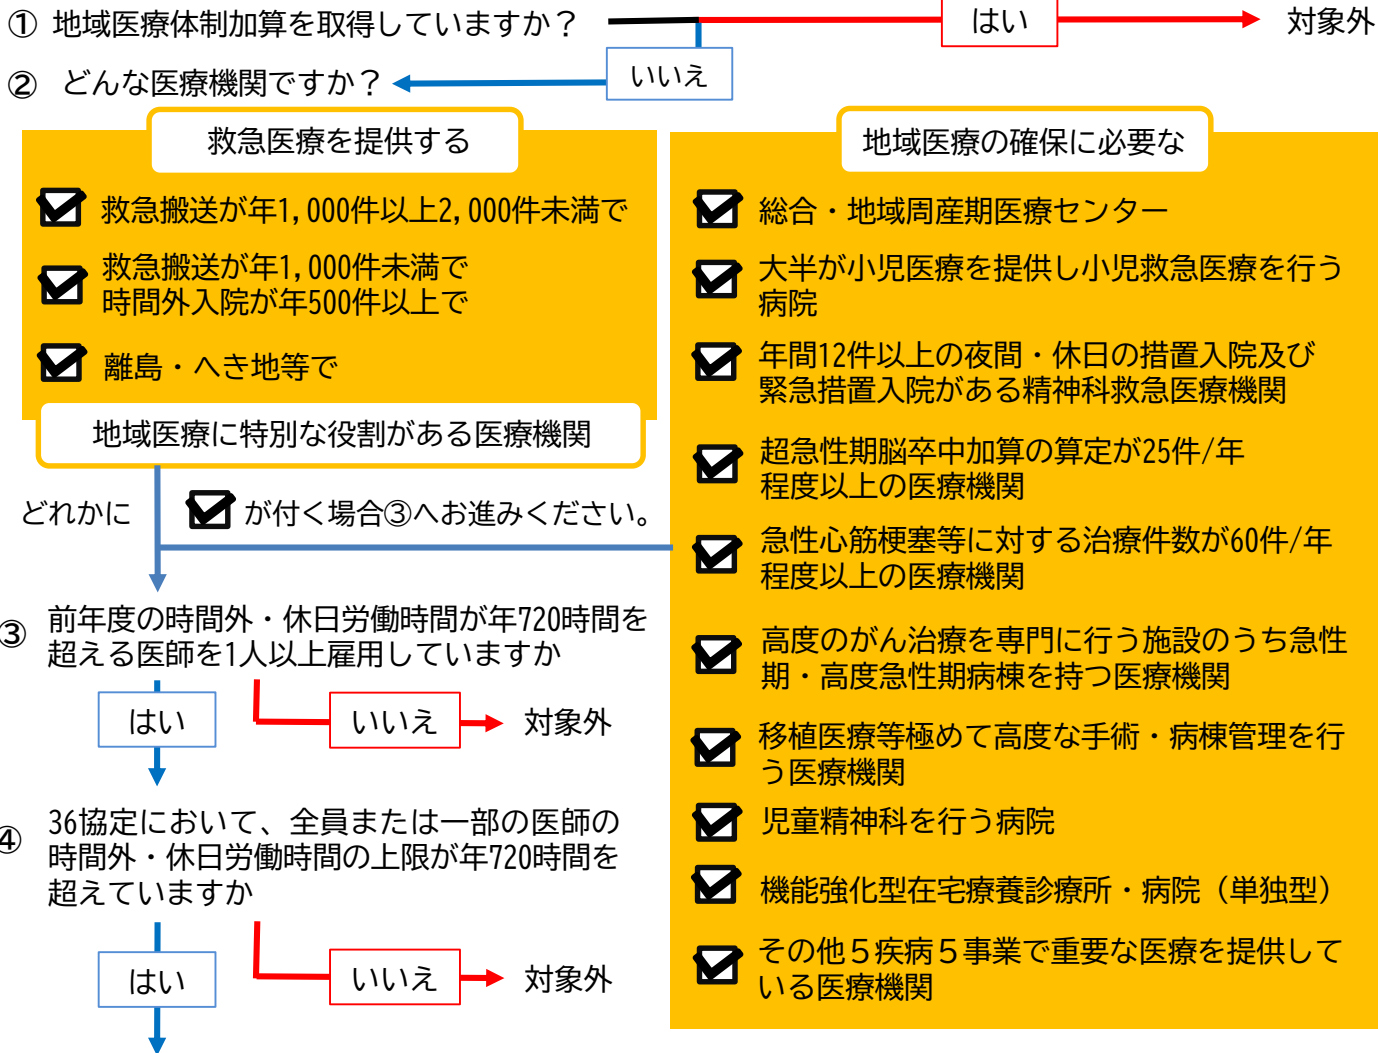 ① 地域医療体制加算を取得していますか？
はい
対象外
いいえ
② どんな医療機関ですか？
救急医療を提供する
救急搬送が年1,000件以上2,000件未満で
救急搬送が年1,000件未満で
時間外入院が年500件以上で
離島・へき地等で
地域医療に特別な役割がある医療機関
地域医療の確保に必要な
総合・地域周産期医療センター
大半が小児医療を提供し小児救急医療を行う
病院
年間12件以上の夜間・休日の措置入院及び
緊急措置入院がある精神科救急医療機関
超急性期脳卒中加算の算定が25件/年
程度以上の医療機関
急性心筋梗塞等に対する治療件数が60件/年
程度以上の医療機関
高度のがん治療を専門に行う施設のうち急性
期・高度急性期病棟を持つ医療機関
移植医療等極めて高度な手術・病棟管理を行
う医療機関
児童精神科を行う病院
機能強化型在宅療養診療所・病院（単独型）
その他５疾病５事業で重要な医療を提供して
いる医療機関
どれかに が付く場合③へお進みください。
③ 前年度の時間外・休日労働時間が年720時間を
超える医師を1人以上雇用していますか
はい
いいえ
対象外
④ 36協定において、全員または一部の医師の
時間外・休日労働時間の上限が年720時間を
超えていますか
はい
いいえ
対象外